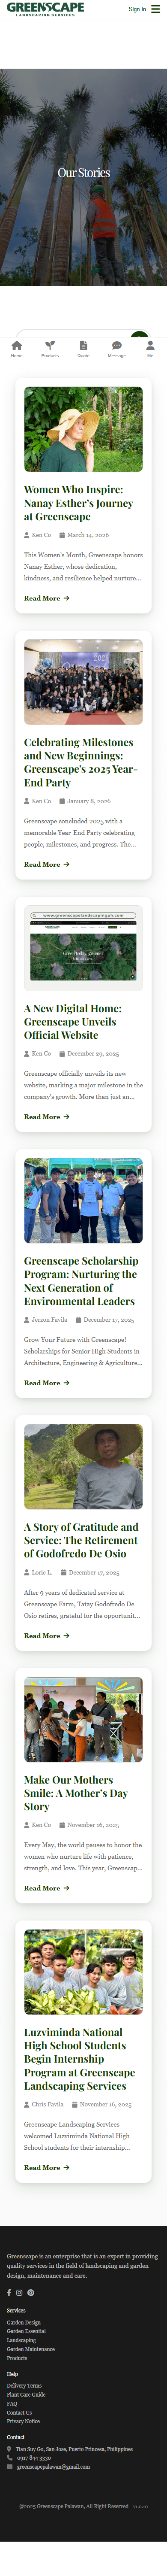 GREENSCAPE
LANDSCAPING SERVICES
Sign In
Our Stories
Home
Products
Quote
Message
Me
Women Who Inspire:
Nanay Esther's Journey
at Greenscape
Ken Co March 14, 2026
This Women's Month, Greenscape honors
Nanay Esther, whose dedication,
kindness, and resilience helped nurture...
Read More →
2025
Celebrating Milestones
and New Beginnings:
Greenscape's 2025 Year-
End Party
Ken Co January 8, 2026
Greenscape concluded 2025 with a
memorable Year-End Party celebrating
people, milestones, and progress. The...
Read More →
www.greenscapelandscapingph.com
A New Digital Home:
Greenscape Unveils
Official Website
Ken Co December 29, 2025
Greenscape officially unveils its new
website, marking a major milestone in the
company's growth. More than just an...
Read More →
Greenscape Scholarship
Program: Nurturing the
Next Generation of
Environmental Leaders
Jerzon Favila December 17, 2025
Grow Your Future with Greenscape!
Scholarships for Senior High Students in
Architecture, Engineering & Agriculture...
Read More →
A Story of Gratitude and
Service: The Retirement
of Godofredo De Osio
Lorie L. December 17, 2025
After 9 years of dedicated service at
Greenscape Farm, Tatay Godofredo De
Osio retires, grateful for the opportunit...
Read More →
Make Our Mothers
Smile: A Mother's Day
Story
Ken Co November 16, 2025
Every May, the world pauses to honor the
women who nurture life with patience,
strength, and love. This year, Greenscap...
Read More →
Luzviminda National
High School Students
Begin Internship
Program at Greenscape
Landscaping Services
Chris Favila November 16, 2025
Greenscape Landscaping Services
welcomed Luzviminda National High
School students for their internship...
Read More →
Greenscape is an enterprise that is an expert in providing
quality services in the field of landscaping and garden
design, maintenance and care.
Services
Garden Design
Garden Essential
Landscaping
Garden Maintenance
Products
Help
Delivery Terms
Plant Care Guide
FAQ
Contact Us
Privacy Notice
Contact
Tian Suy Go, San Jose, Puerto Princesa, Philippines
0917 844 3330
greenscapepalawan@gmail.com
@2025 Greenscape Palawan, All Right Reserved